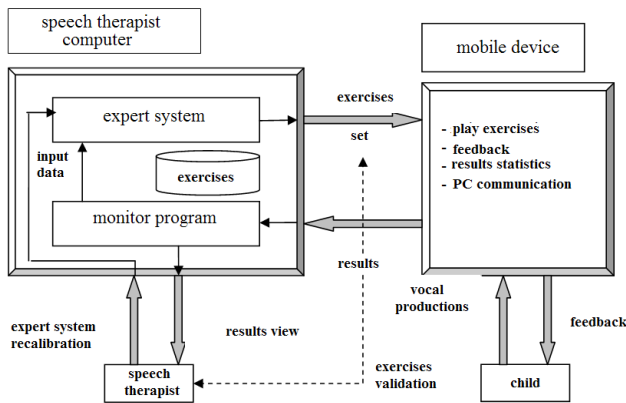 speech therapist
computer
mobile device
expert system
input
data
exercises
monitor program
exercises
set
results
- play exercises
- feedback
- results statistics
- PC communication
expert system
recalibration
results view
vocal
productions
feedback
speech
therapist
exercises
validation
child